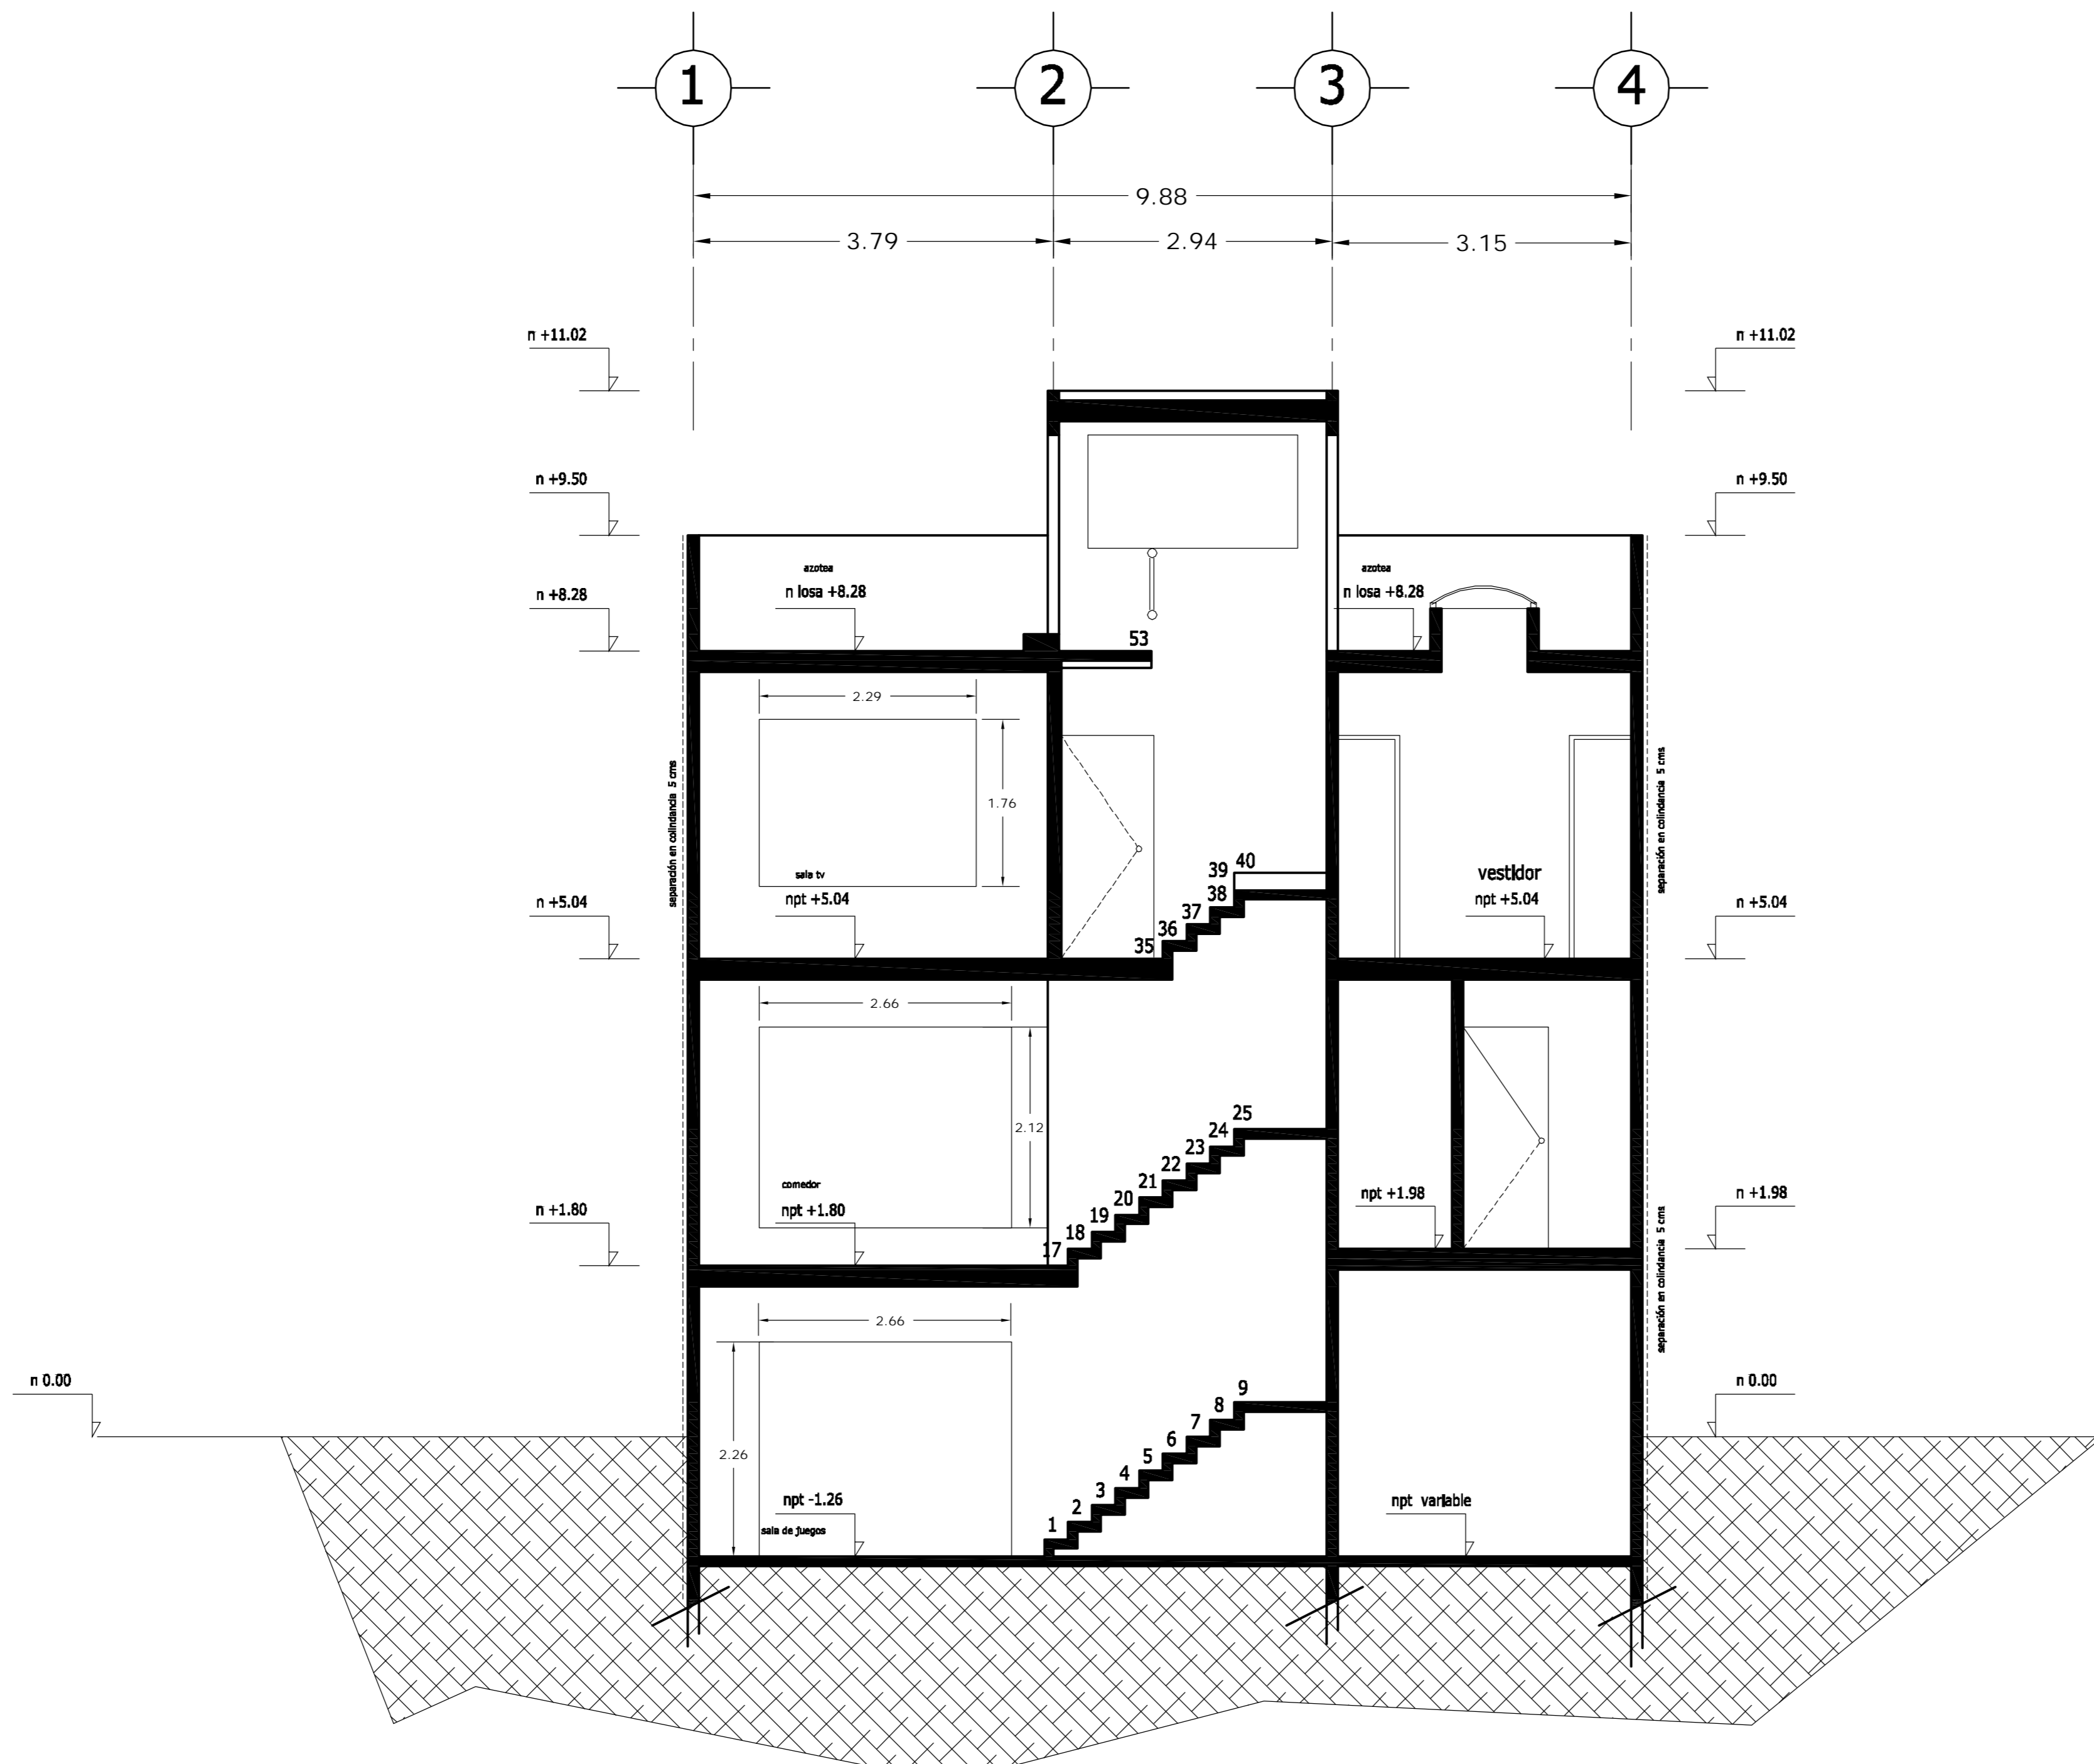 1 2 3 4
9.88
3.79 2.94 3.15
n +11.02 n +11.02
n +9.50 n +9.50
azotea azotea
n +8.28 n losa +8.28 n losa +8.28 n +8.28
53
2.29
1.76
separación en colindancia 5 cms
separación en colindancia 5 cms
sala tv
npt +5.04
39 40
38
37
36
35
vestidor
npt +5.04
n +5.04 n +5.04
2.66
2.12
comedor
npt +1.80
25
24
23
22
21
20
19
18
17
npt +1.98
n +1.80 n +1.98
separación en colindancia 5 cms
2.66
2.26
n 0.00 n 0.00
9
8
7
6
5
4
3
2
1
npt -1.26
sala de juegos
npt variable